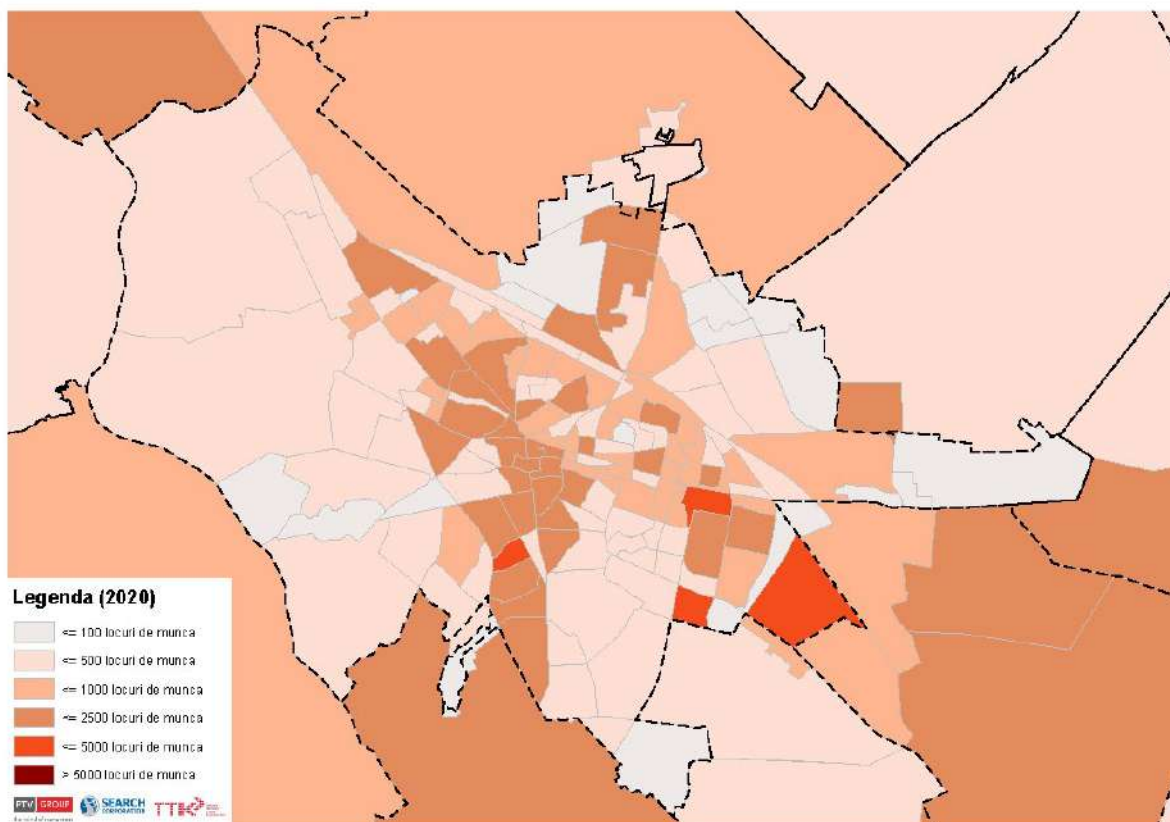 Legenda (2020)
<= 100 locuri de munca
<= 500 locuri de munca
<= 1000 locuri de munca
<= 2500 locuri de munca
<= 5000 locuri de munca
> 5000 locuri de munca
PTV GROUP
SEARCH CORPORATION
TTK